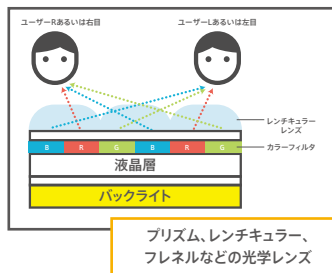 ユーザーRあるいは右目
ユーザーLあるいは左目
レンチキュラー
レンズ
カラーフィルタ
B R G B R G
液晶層
バックライト
プリズム、レンチキュラー、
フレネルなどの光学レンズ